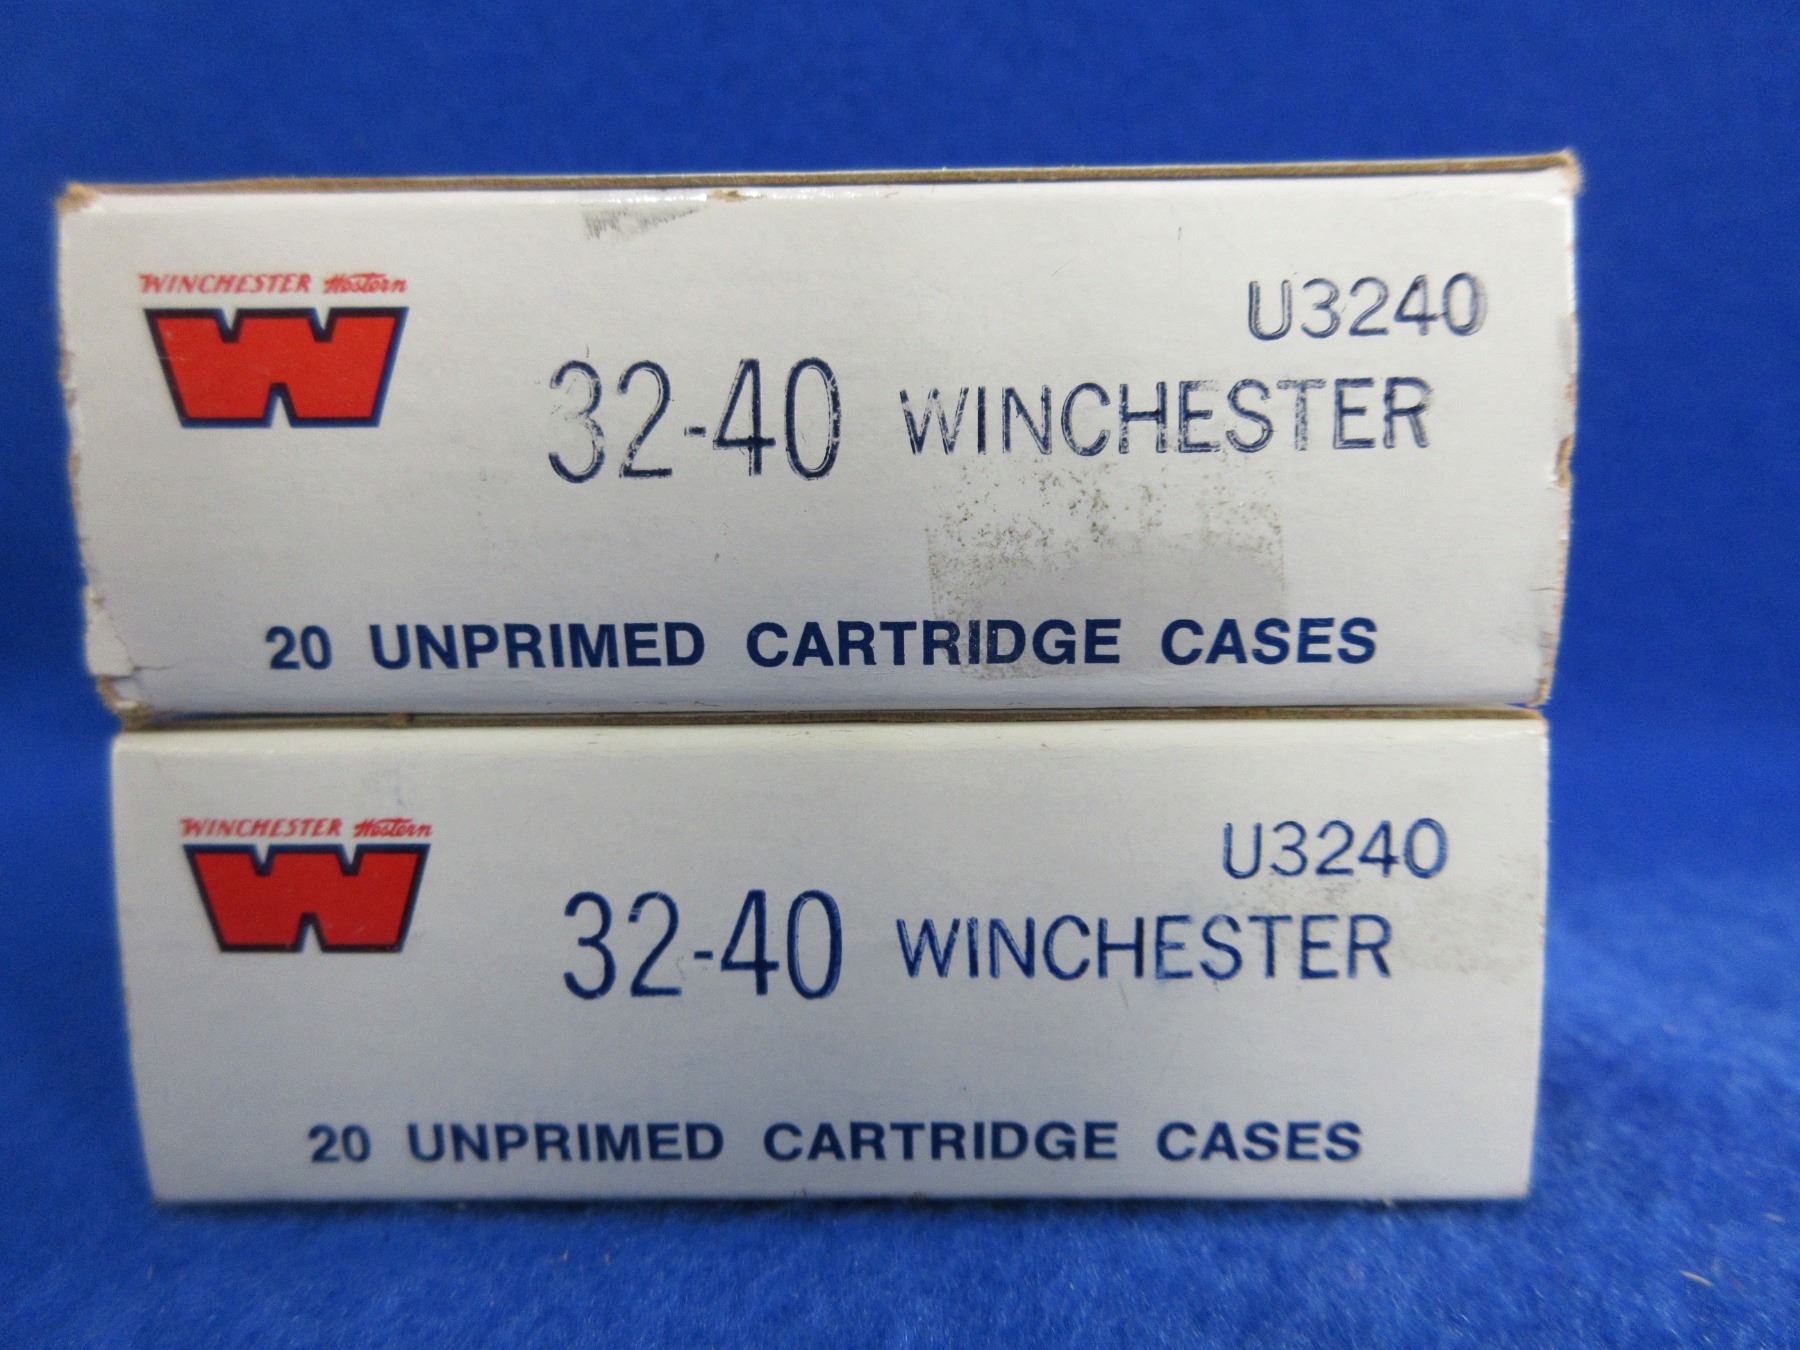 WINCHESTER Western
W
U3240
32-40 WINCHESTER
20 UNPRIMED CARTRIDGE CASES
WINCHESTER Western
W
U3240
32-40 WINCHESTER
20 UNPRIMED CARTRIDGE CASES